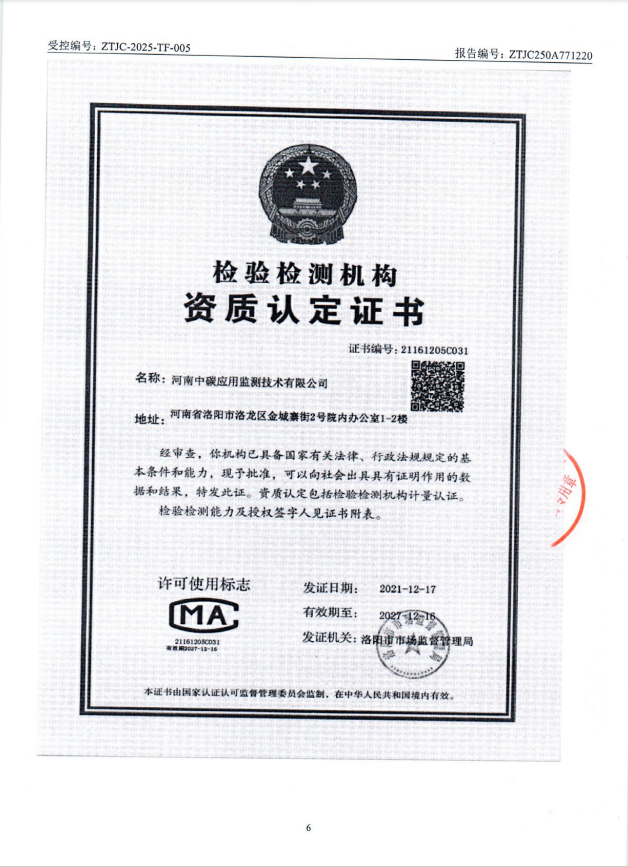 受控编号：ZTJC-2025-TF-005
报告编号：ZTJC250A771220
检验检测机构
资质认定证书
证书编号：21161205C031
名称：河南中碳应用监测技术有限公司
地址：河南省洛阳市洛龙区金城寨街2号院内办公室1-2楼
经审查，你机构已具备国家有关法律、行政法规规定的基
本条件和能力，现予批准，可以向社会出具具有证明作用的数
据和结果，特发此证。资质认定包括检验检测机构计量认证。
检验检测能力及授权签字人见证书附表。
许可使用标志
MA
21161205C031
有效期2027-12-16
发证日期：2021-12-17
有效期至：2027-12-16
发证机关：洛阳市市场监督管理局
本证书由国家认证认可监督管理委员会监制，在中华人民共和国境内有效。
用章
6